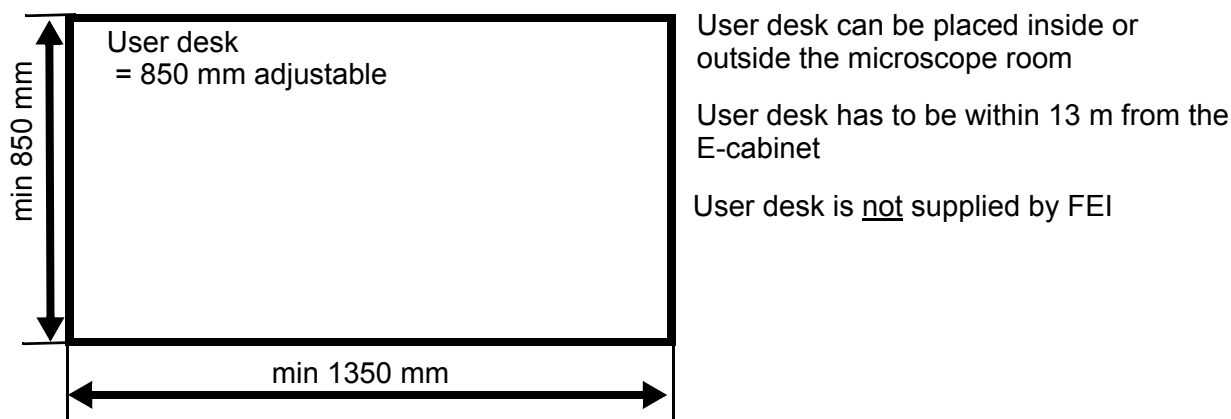 User desk
= 850 mm adjustable
min 850 mm
min 1350 mm
User desk can be placed inside or
outside the microscope room
User desk has to be within 13 m from the
E-cabinet
User desk is not supplied by FEI